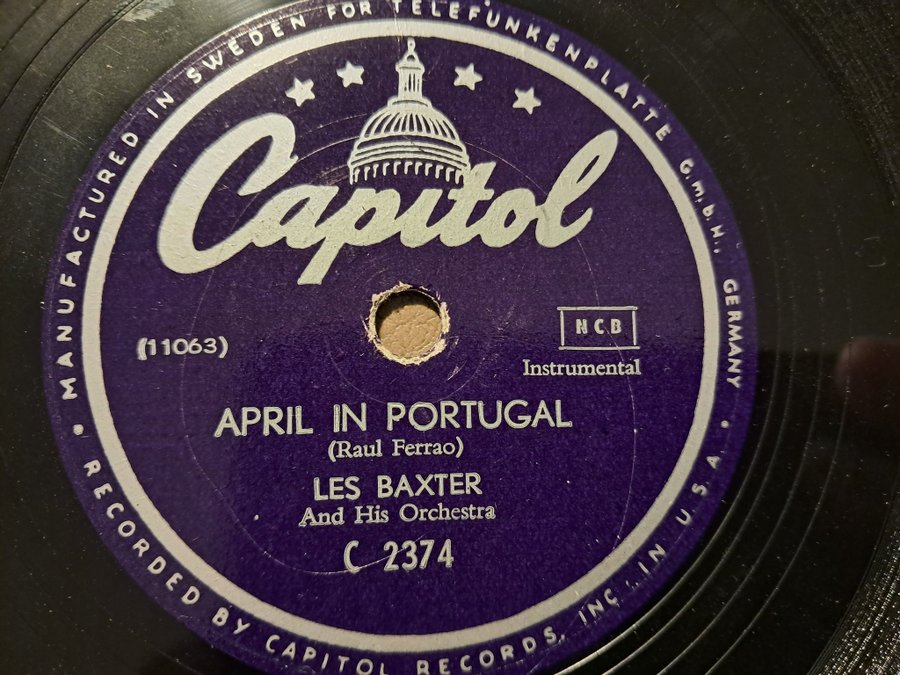 MANUFACTURED IN SWEDEN FOR TELEFUNKENPLATTE G.m.b.H., GERMANY
Capitol
(11063)
NCB
Instrumental
APRIL IN PORTUGAL
(Raul Ferrao)
LES BAXTER
And His Orchestra
C 2374
RECORDED BY CAPITOL RECORDS, INC. IN U.S.A.